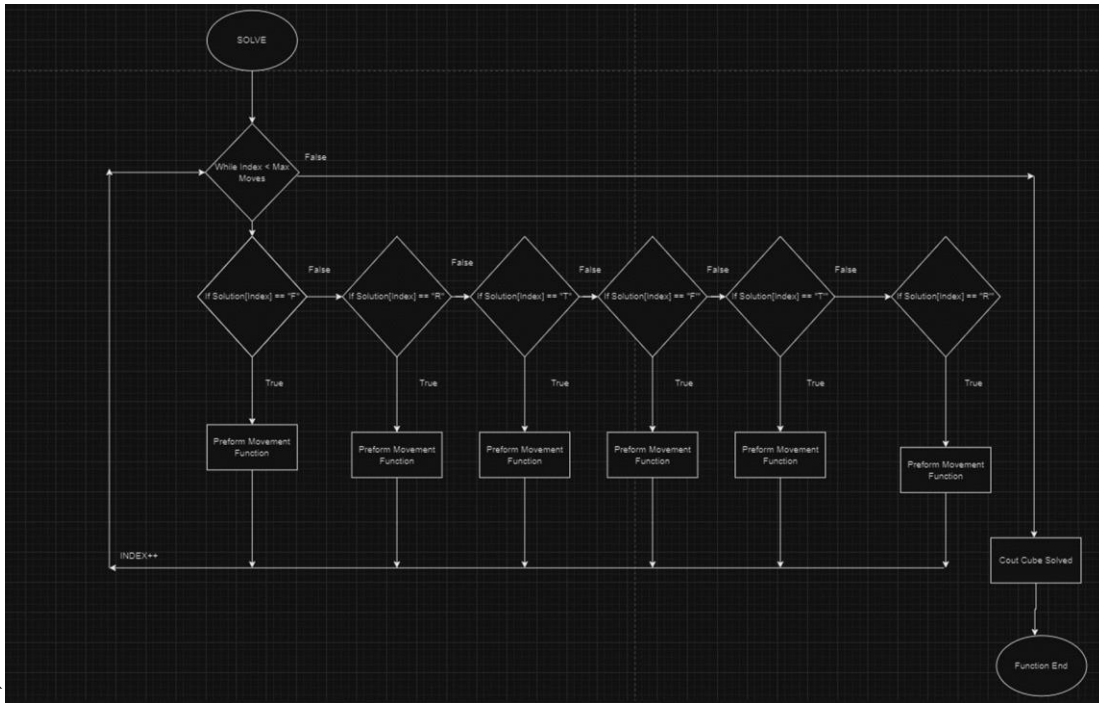 SOLVE
While Index < Max
Moves
False
False
False
False
False
False
If Solution[Index] == "F"
If Solution[Index] == "R"
If Solution[Index] == "T"
If Solution[Index] == "F'"
If Solution[Index] == "T'"
If Solution[Index] == "R'"
True
True
True
True
True
True
Preform Movement
Function
Preform Movement
Function
Preform Movement
Function
Preform Movement
Function
Preform Movement
Function
Preform Movement
Function
INDEX++
Cout Cube Solved
Function End